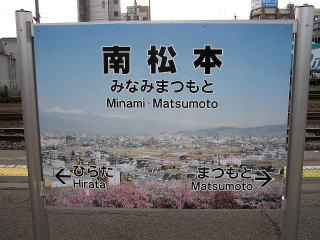 南松本
みなみまつもと
Minami-Matsumoto
ひらた
Hirata
まつもと
Matsumoto